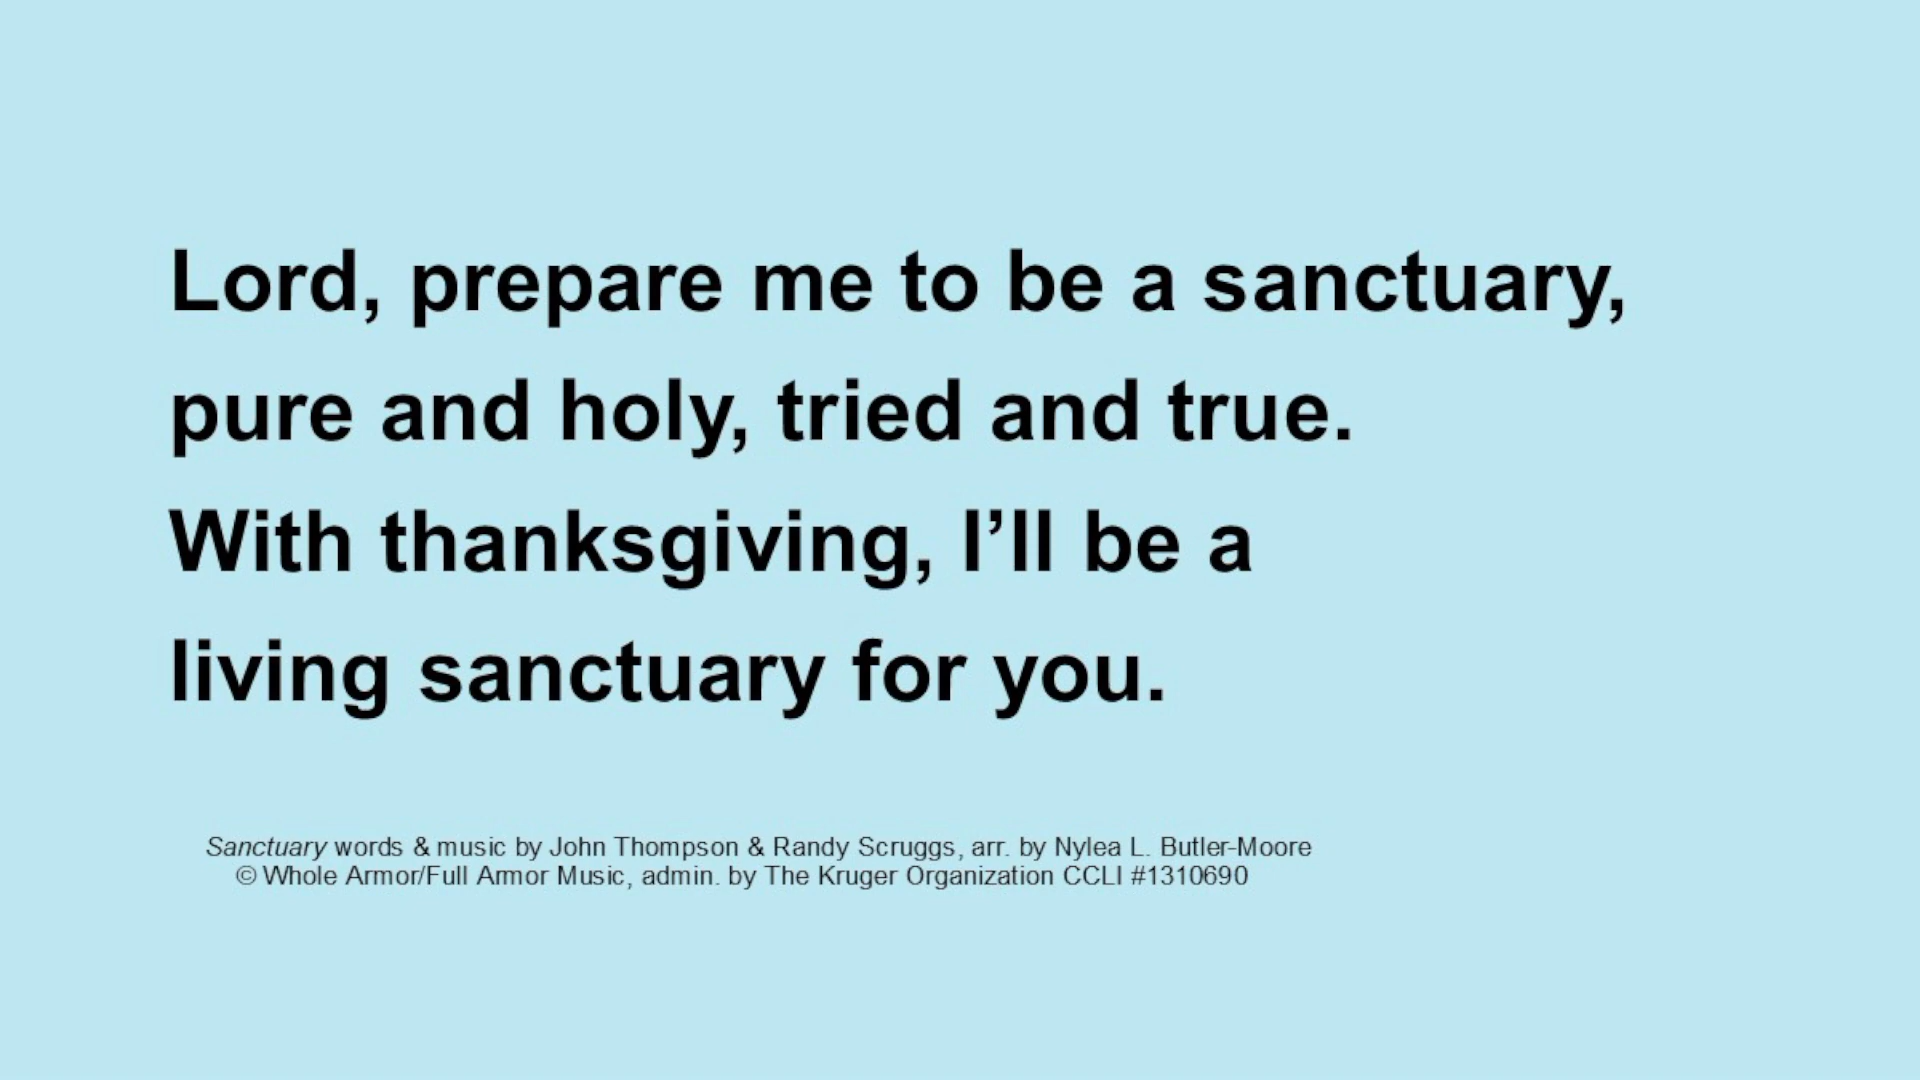 Lord, prepare me to be a sanctuary,
pure and holy, tried and true.
With thanksgiving, I’ll be a
living sanctuary for you.
Sanctuary words & music by John Thompson & Randy Scruggs, arr. by Nylea L. Butler-Moore
© Whole Armor/Full Armor Music, admin. by The Kruger Organization CCLI #1310690